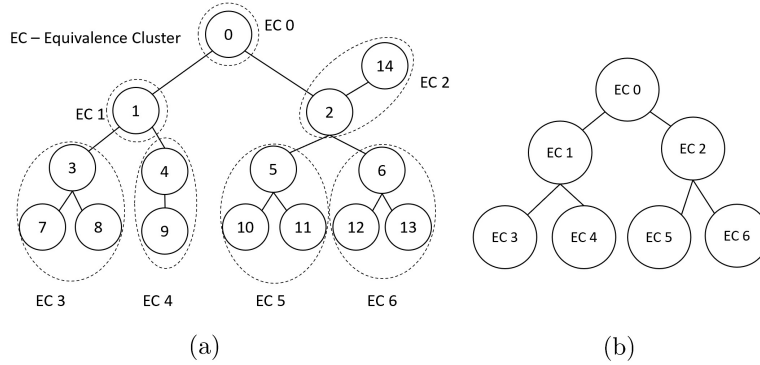 EC – Equivalence Cluster
0
EC 0
14
EC 2
EC 1
1
2
3
4
5
6
7
8
9
10
11
12
13
EC 3
EC 4
EC 5
EC 6
(a)
EC 0
EC 1
EC 2
EC 3
EC 4
EC 5
EC 6
(b)